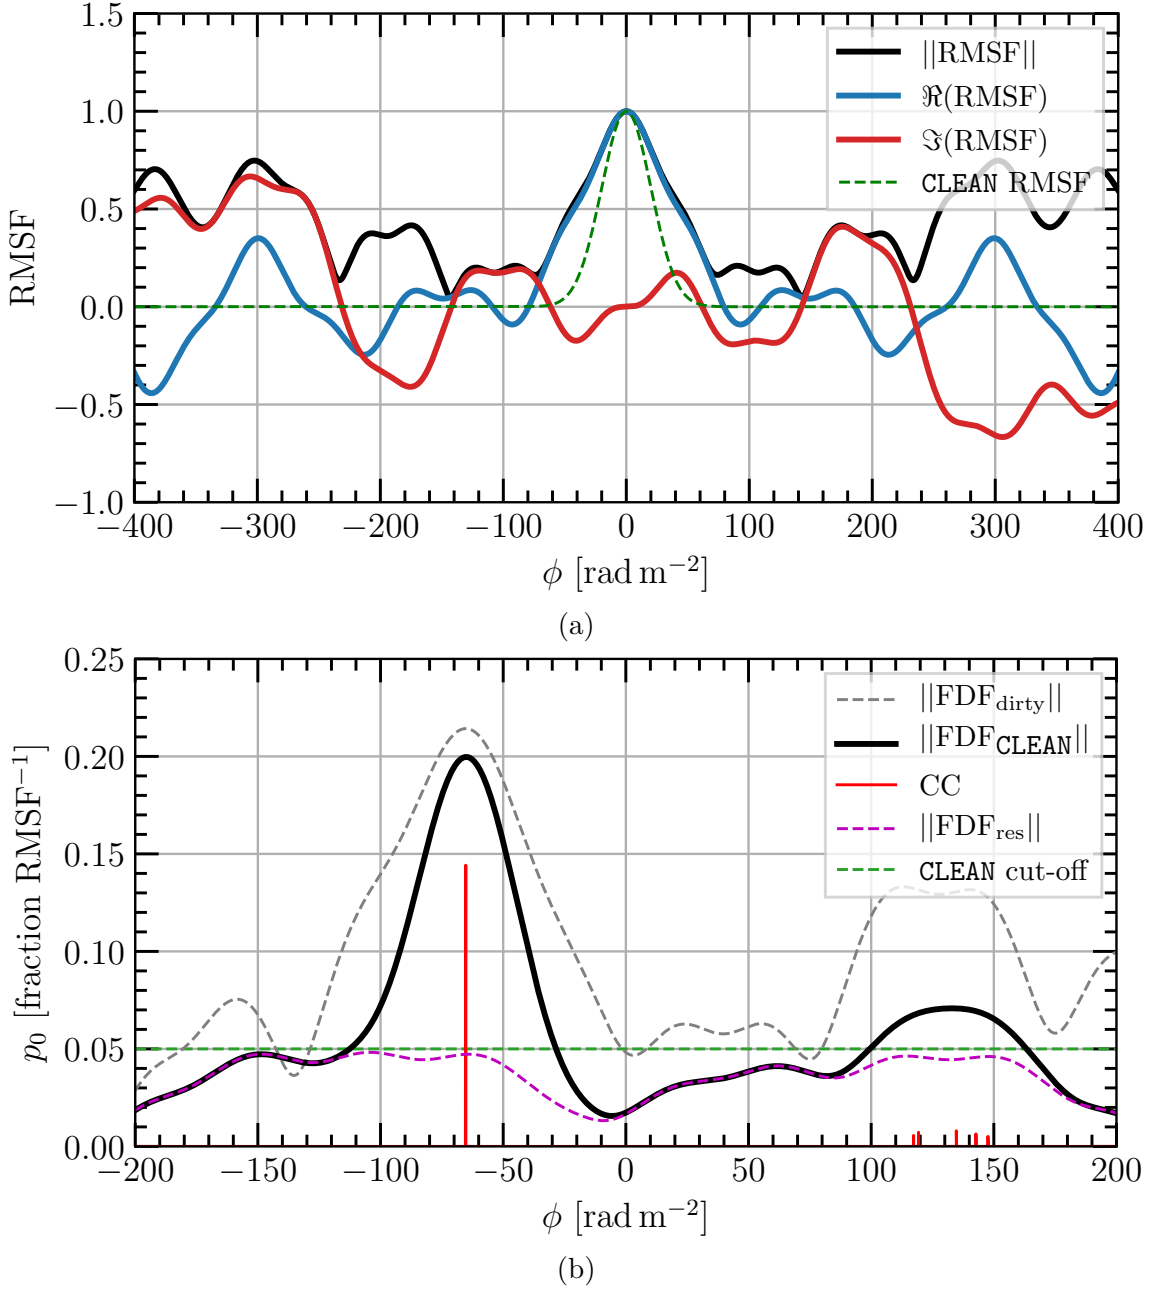 1.5
1.0
0.5
0.0
−0.5
−1.0
RMSF
||RMSF||
ℜ(RMSF)
ℑ(RMSF)
CLEAN RMSF
−400 −300 −200 −100 0 100 200 300 400
ϕ [rad m−2]
(a)
0.25
0.20
0.15
0.10
0.05
0.00
p0 [fraction RMSF−1]
||FDFdirty||
||FDFCLEAN||
CC
||FDFres||
CLEAN cut-off
−200 −150 −100 −50 0 50 100 150 200
ϕ [rad m−2]
(b)